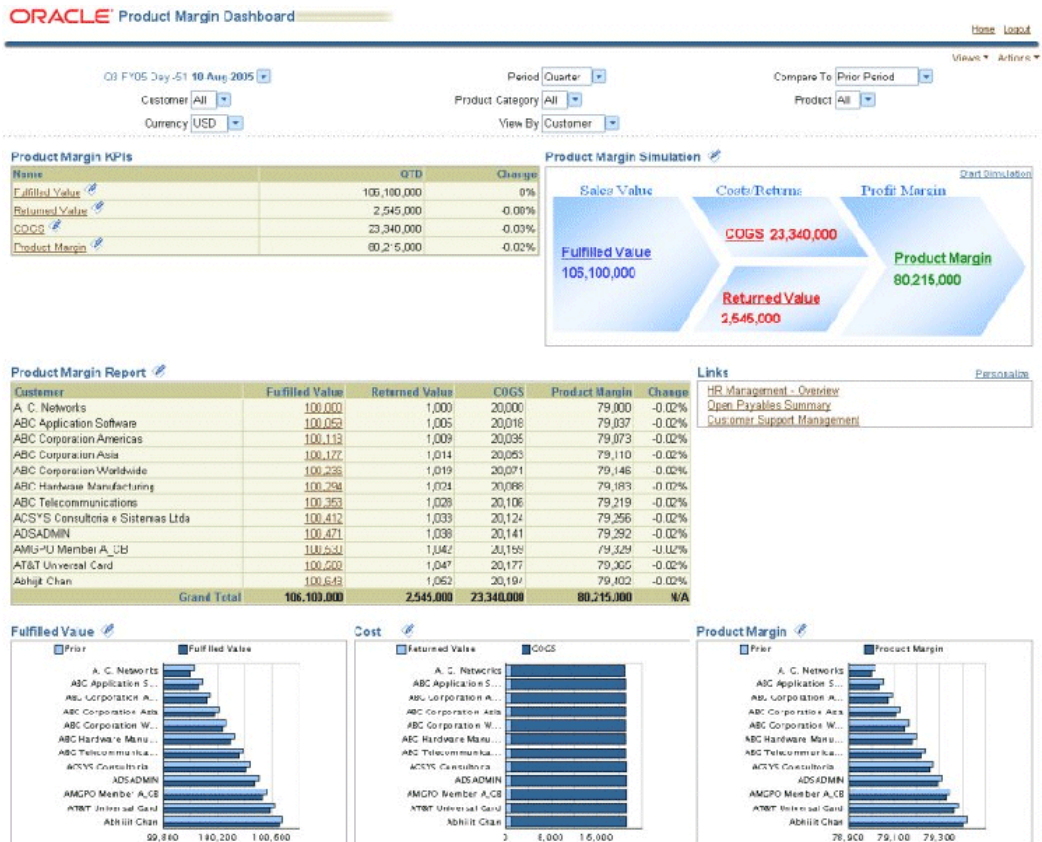 ORACLE Product Margin Dashboard
Home Logout
Views Actions
Q3 FY05 Day -51 10 Aug 2005 Period Quarter Compare To Prior Period
Customer All Product Category All Product All
Currency USD View By Customer
Product Margin KPIs
Name QTD Change
Fulfilled Value 106,100,000 0%
Returned Value 2,545,000 -0.00%
COGS 23,340,000 -0.03%
Product Margin 80,215,000 -0.02%
Product Margin Simulation
Start Simulation
Sales Value Costs/Returns Profit Margin
COGS 23,340,000
Fulfilled Value
106,100,000
Product Margin
80,215,000
Returned Value
2,545,000
Product Margin Report
Customer Fulfilled Value Returned Value COGS Product Margin Change
A. C. Networks 100,000 1,000 20,000 79,000 -0.02%
ABC Application Software 100,059 1,005 20,018 79,037 -0.02%
ABC Corporation Americas 100,118 1,009 20,035 79,073 -0.02%
ABC Corporation Asia 100,177 1,014 20,053 79,110 -0.02%
ABC Corporation Worldwide 100,236 1,019 20,071 79,146 -0.02%
ABC Hardware Manufacturing 100,294 1,024 20,088 79,183 -0.02%
ABC Telecommunications 100,353 1,028 20,106 79,219 -0.02%
ACSYS Consultoria e Sistemas Ltda 100,412 1,033 20,124 79,256 -0.02%
ADSADMIN 100,471 1,038 20,141 79,292 -0.02%
AMGPO Member A_CB 100,530 1,042 20,159 79,329 -0.02%
AT&T Universal Card 1,047 20,177 79,365 -0.02%
Abhijit Chan 1,052 20,194 79,402 -0.02%
Grand Total 106,100,000 2,545,000 23,340,000 80,215,000 N/A
Links
Personalize
HR Management - Overview
Open Payables Summary
Customer Support Management
Fulfilled Value
Prior Fulfilled Value
A. C. Networks
ABC Application S...
ABC Corporation A...
ABC Corporation Asia
ABC Corporation W...
ABC Hardware Manu...
ABC Telecommunica...
ACSYS Consultoria...
ADSADMIN
AMGPO Member A_CB
AT&T Universal Card
Abhijit Chan
99,800 100,200 100,600
Cost
Returned Value COGS
A. C. Networks
ABC Application S...
ABC Corporation A...
ABC Corporation Asia
ABC Corporation W...
ABC Hardware Manu...
ABC Telecommunica...
ACSYS Consultoria...
ADSADMIN
AMGPO Member A_CB
AT&T Universal Card
Abhijit Chan
Product Margin
Prior Product Margin
A. C. Networks
ABC Application S...
ABC Corporation A...
ABC Corporation Asia
ABC Corporation W...
ABC Hardware Manu...
ABC Telecommunica...
ACSYS Consultoria...
ADSADMIN
AMGPO Member A_CB
AT&T Universal Card
Abhijit Chan
78,900 79,100 79,300